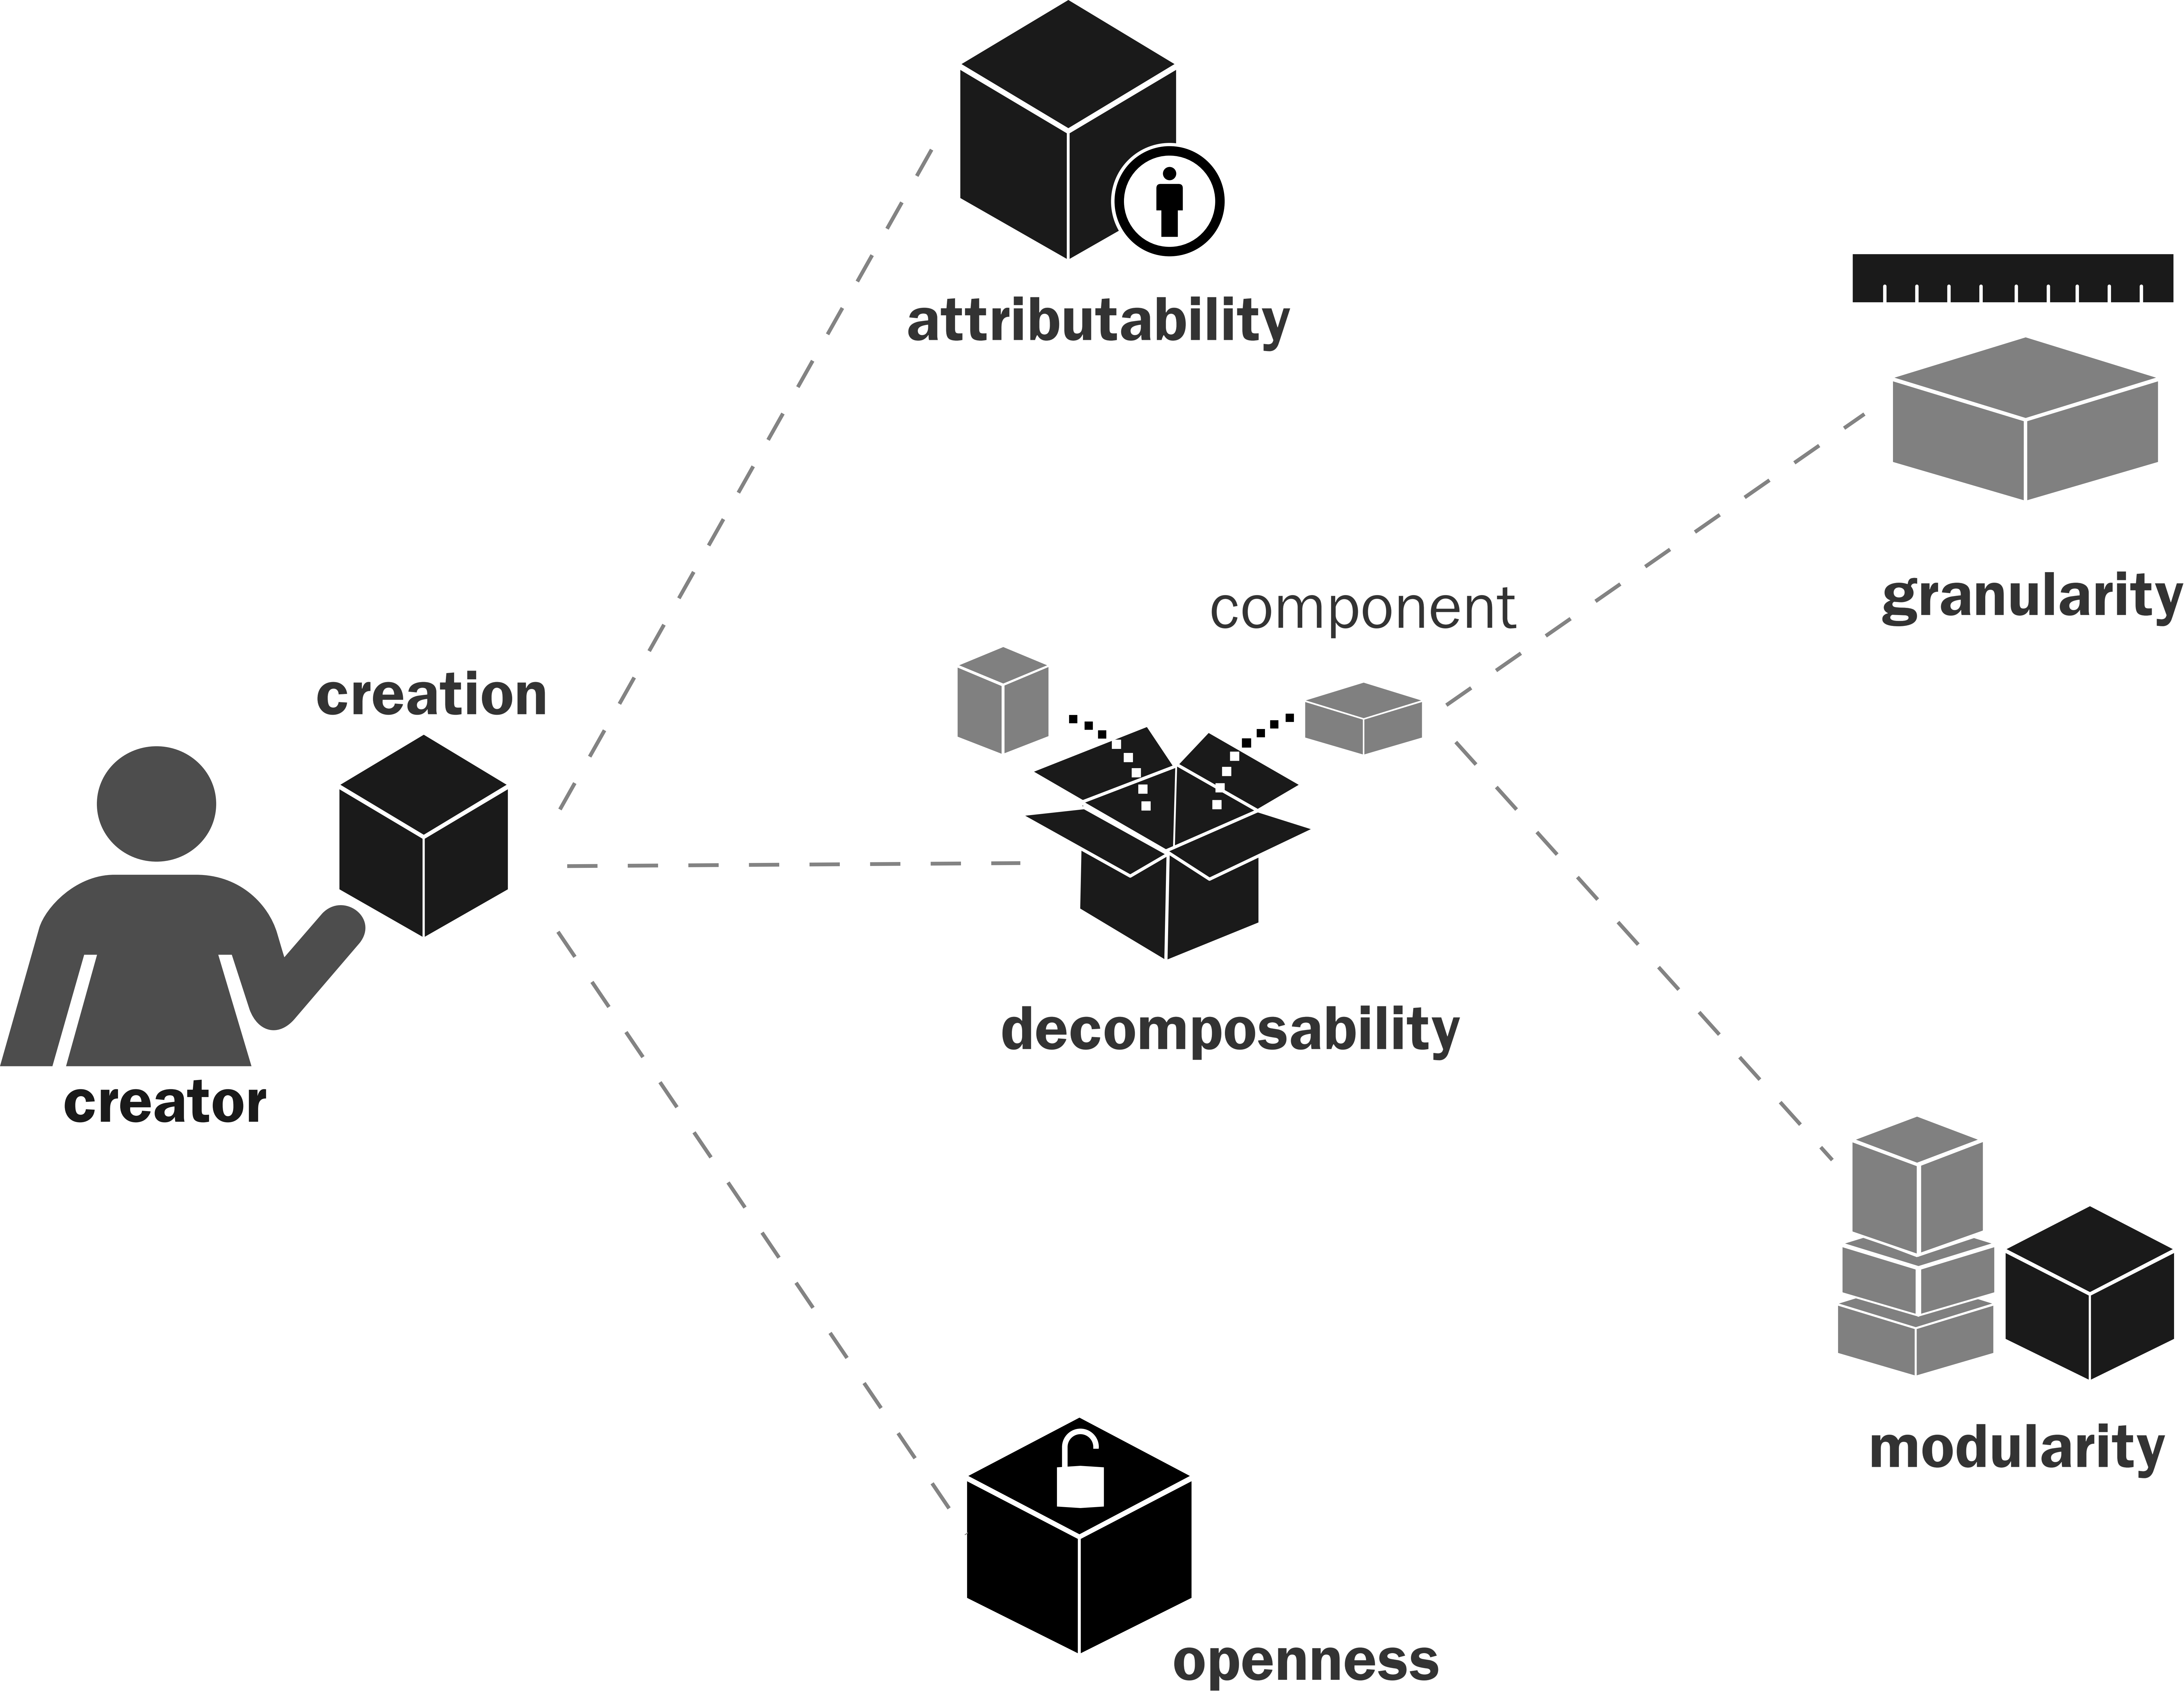 attributability
granularity
component
creation
decomposability
creator
modularity
openness